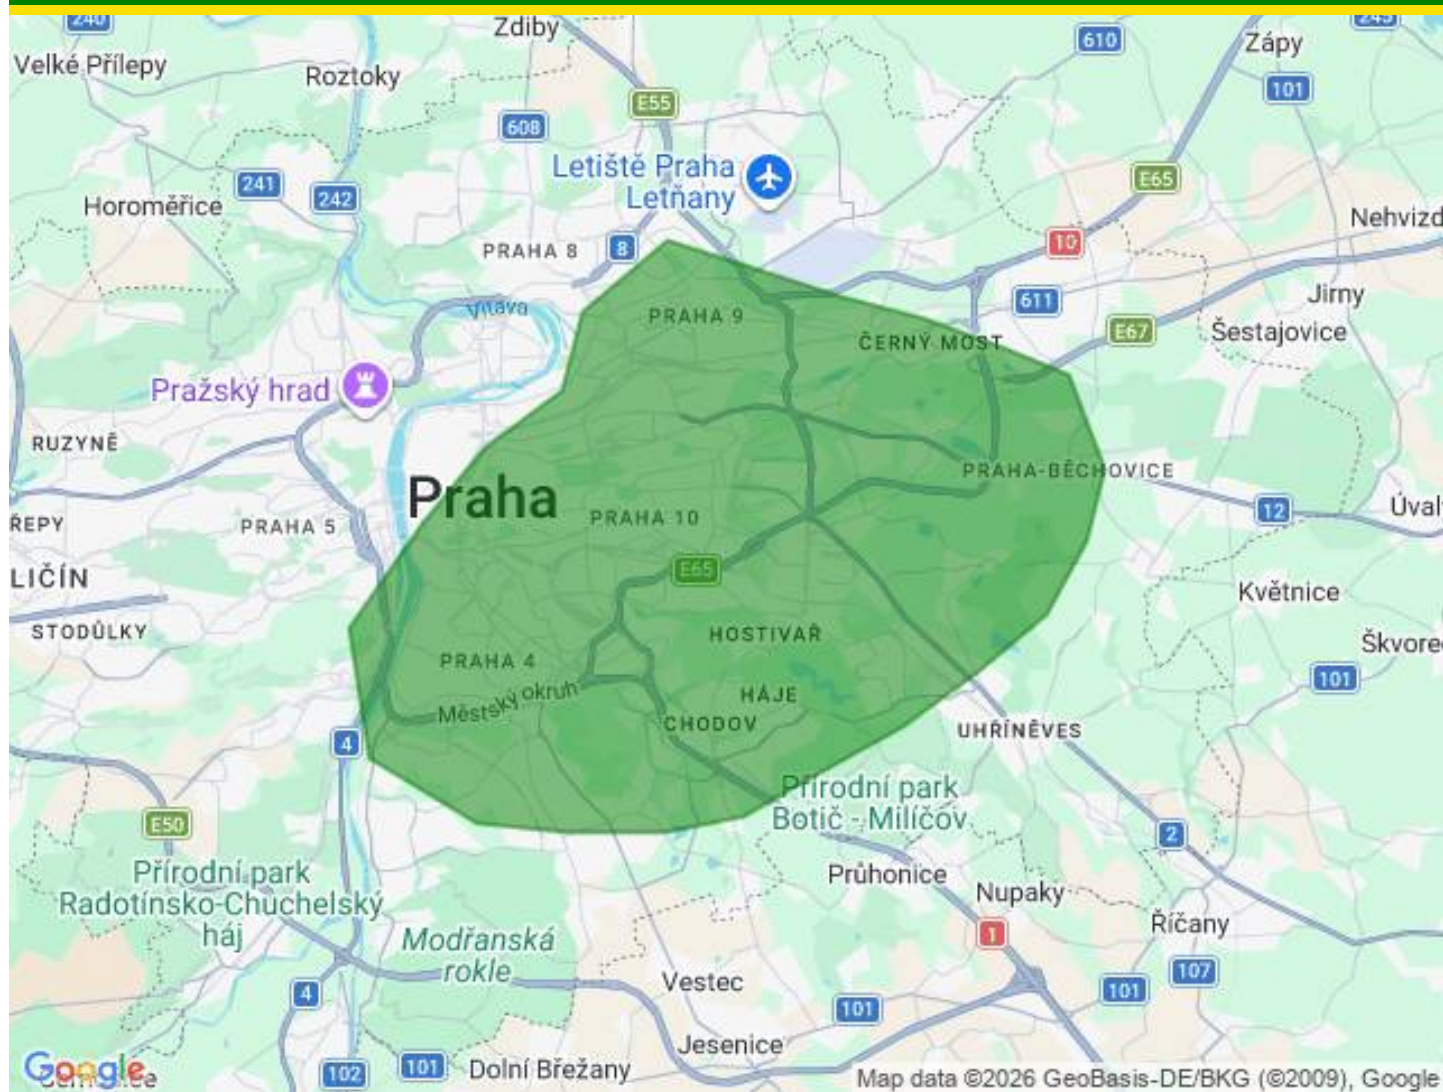 240
Zdiby
245
610
Zápy
Velké Přílepy
Roztoky
101
E55
608
Letiště Praha
Letňany
E65
241
242
Horoměřice
Nehvizd
PRAHA 8
8
10
611
Jirny
Vltava
PRAHA 9
E67
Šestajovice
ČERNÝ MOST
Pražský hrad
RUZYNĚ
PRAHA-BĚCHOVICE
Praha
12
Úval
ŘEPY
PRAHA 5
PRAHA 10
E65
LIČÍN
Květnice
STODŮLKY
HOSTIVAŘ
Škvore
PRAHA 4
101
Městský okruh
HÁJE
CHODOV
UHŘÍNĚVES
4
Přírodní park
Botič - Milíčov
E50
2
Přírodní park
Radotínsko-Chuchelský
háj
Průhonice
Nupaky
Říčany
1
Modřanská
rokle
107
Vestec
4
101
101
Jesenice
Google
102
101
Dolní Břežany
Map data ©2026 GeoBasis-DE/BKG (©2009), Google